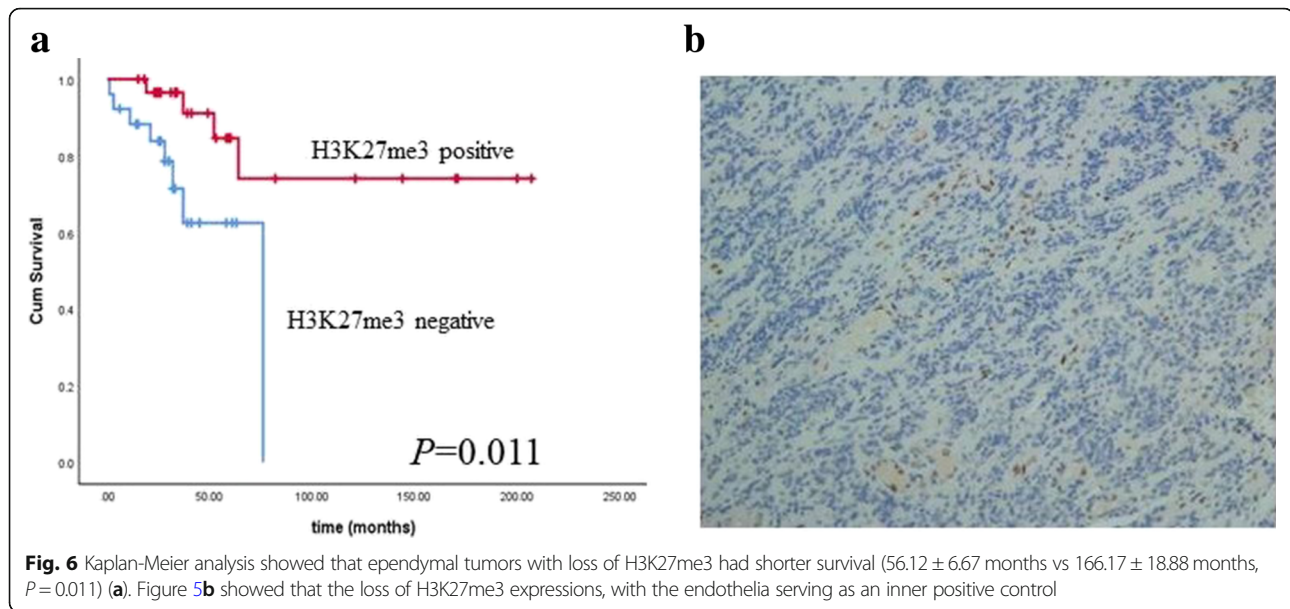 a
b
1.0
0.8
0.6
0.4
0.2
0.0
Cum Survival
H3K27me3 positive
H3K27me3 negative
P=0.011
.00 50.00 100.00 150.00 200.00 250.00
time (months)
Fig. 6 Kaplan-Meier analysis showed that ependymal tumors with loss of H3K27me3 had shorter survival (56.12 ± 6.67 months vs 166.17 ± 18.88 months,
P = 0.011) (a). Figure 5b showed that the loss of H3K27me3 expressions, with the endothelia serving as an inner positive control